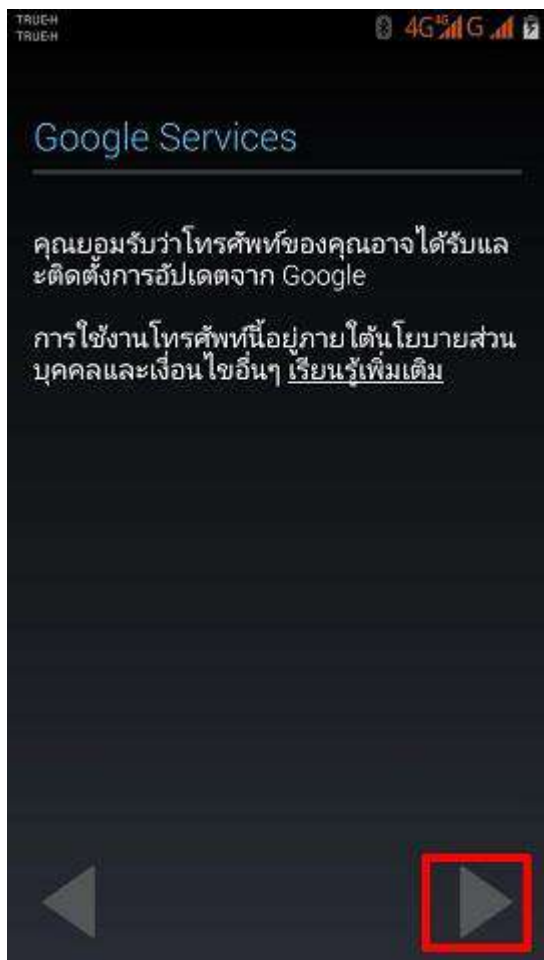 TRUE-H
TRUE-H
4G 4G G
Google Services
คุณยอมรับว่าโทรศัพท์ของคุณอาจได้รับแล
ะติดตั้งการอัปเดตจาก Google
การใช้งานโทรศัพท์นี้อยู่ภายใต้นโยบายส่วน
บุคคลและเงื่อนไขอื่นๆ เรียนรู้เพิ่มเติม